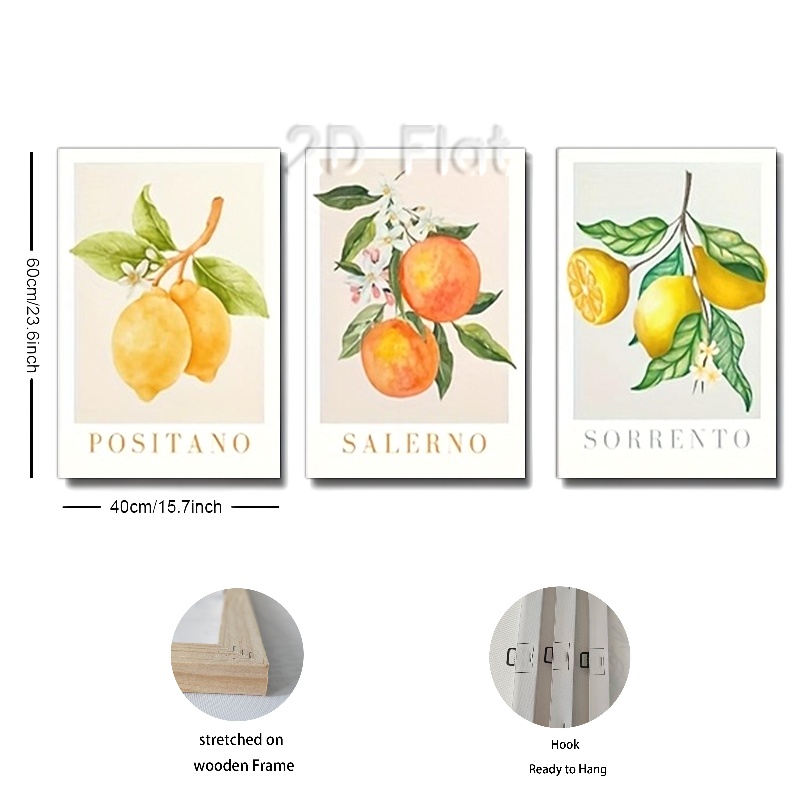 2D Flat
60cm/23.6inch
POSITANO
SALERNO
SORRENTO
40cm/15.7inch
stretched on
wooden Frame
Hook
Ready to Hang